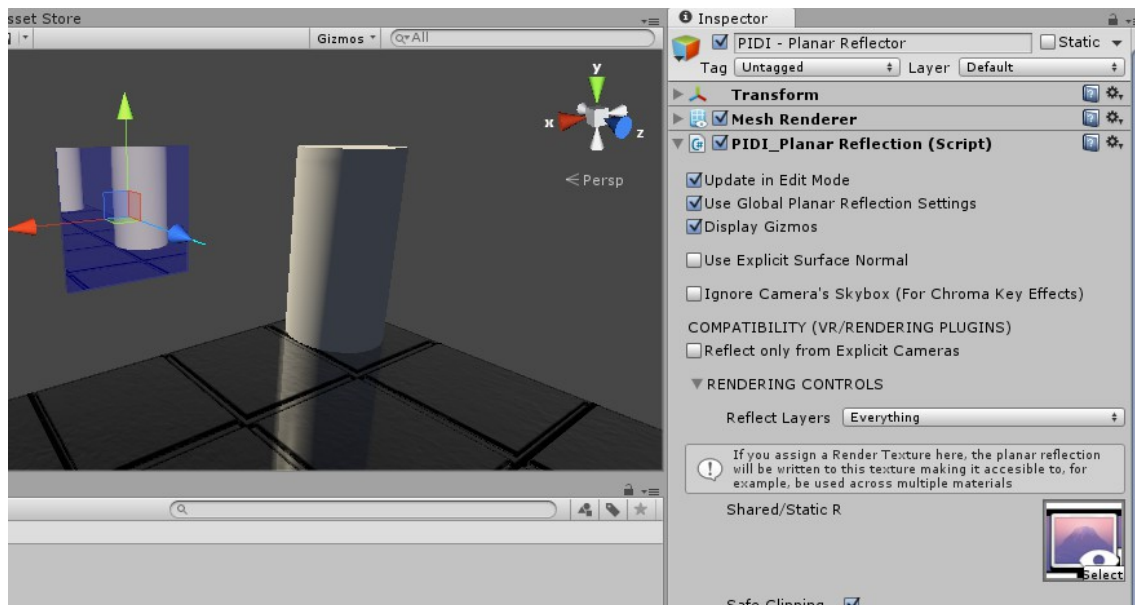 sset Store
Gizmos
All
y
x
z
Persp
Inspector
PIDI - Planar Reflector
Static
Tag Untagged Layer Default
Transform
Mesh Renderer
PIDI_Planar Reflection (Script)
Update in Edit Mode
Use Global Planar Reflection Settings
Display Gizmos
Use Explicit Surface Normal
Ignore Camera's Skybox (For Chroma Key Effects)
COMPATIBILITY (VR/RENDERING PLUGINS)
Reflect only from Explicit Cameras
RENDERING CONTROLS
Reflect Layers Everything
If you assign a Render Texture here, the planar reflection
will be written to this texture making it accesible to, for
example, be used across multiple materials
Shared/Static R
Select
Safe Clipping